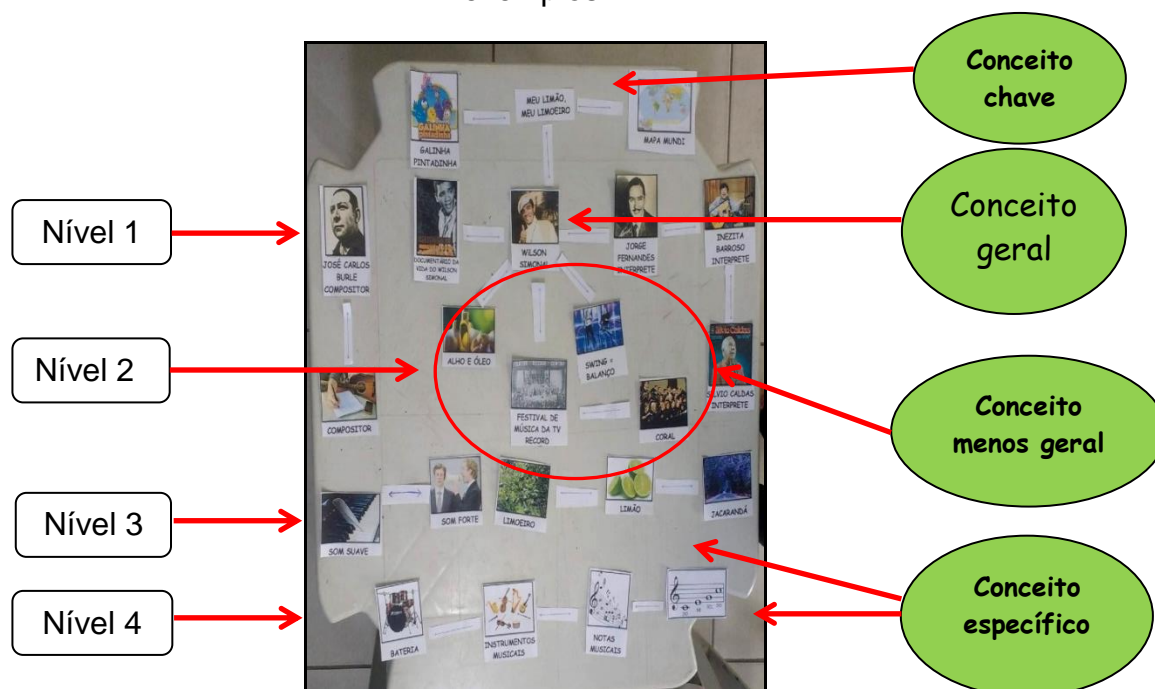 Conceito
chave
MEU LIMÃO,
MEU LIMOEIRO
GALINHA
PINTADINHA
MAPA MUNDI
Nível 1
Conceito
geral
JOSÉ CARLOS
BURLE
COMPOSITOR
DOCUMENTÁRIO DA
VIDA DO WILSON
SIMONAL
WILSON
SIMONAL
JORGE
FERNANDES
INTERPRETE
INEZITA
BARROSO
INTERPRETE
Nível 2
ALHO E ÓLEO
SWING =
BALANÇO
SILVIO CALDAS
INTERPRETE
Conceito
menos geral
COMPOSITOR
FESTIVAL DE
MÚSICA DA TV
RECORD
CORAL
Nível 3
SOM SUAVE
SOM FORTE
LIMOEIRO
LIMÃO
JACARANDÁ
Conceito
específico
Nível 4
BATERIA
INSTRUMENTOS
MUSICAIS
NOTAS
MUSICAIS